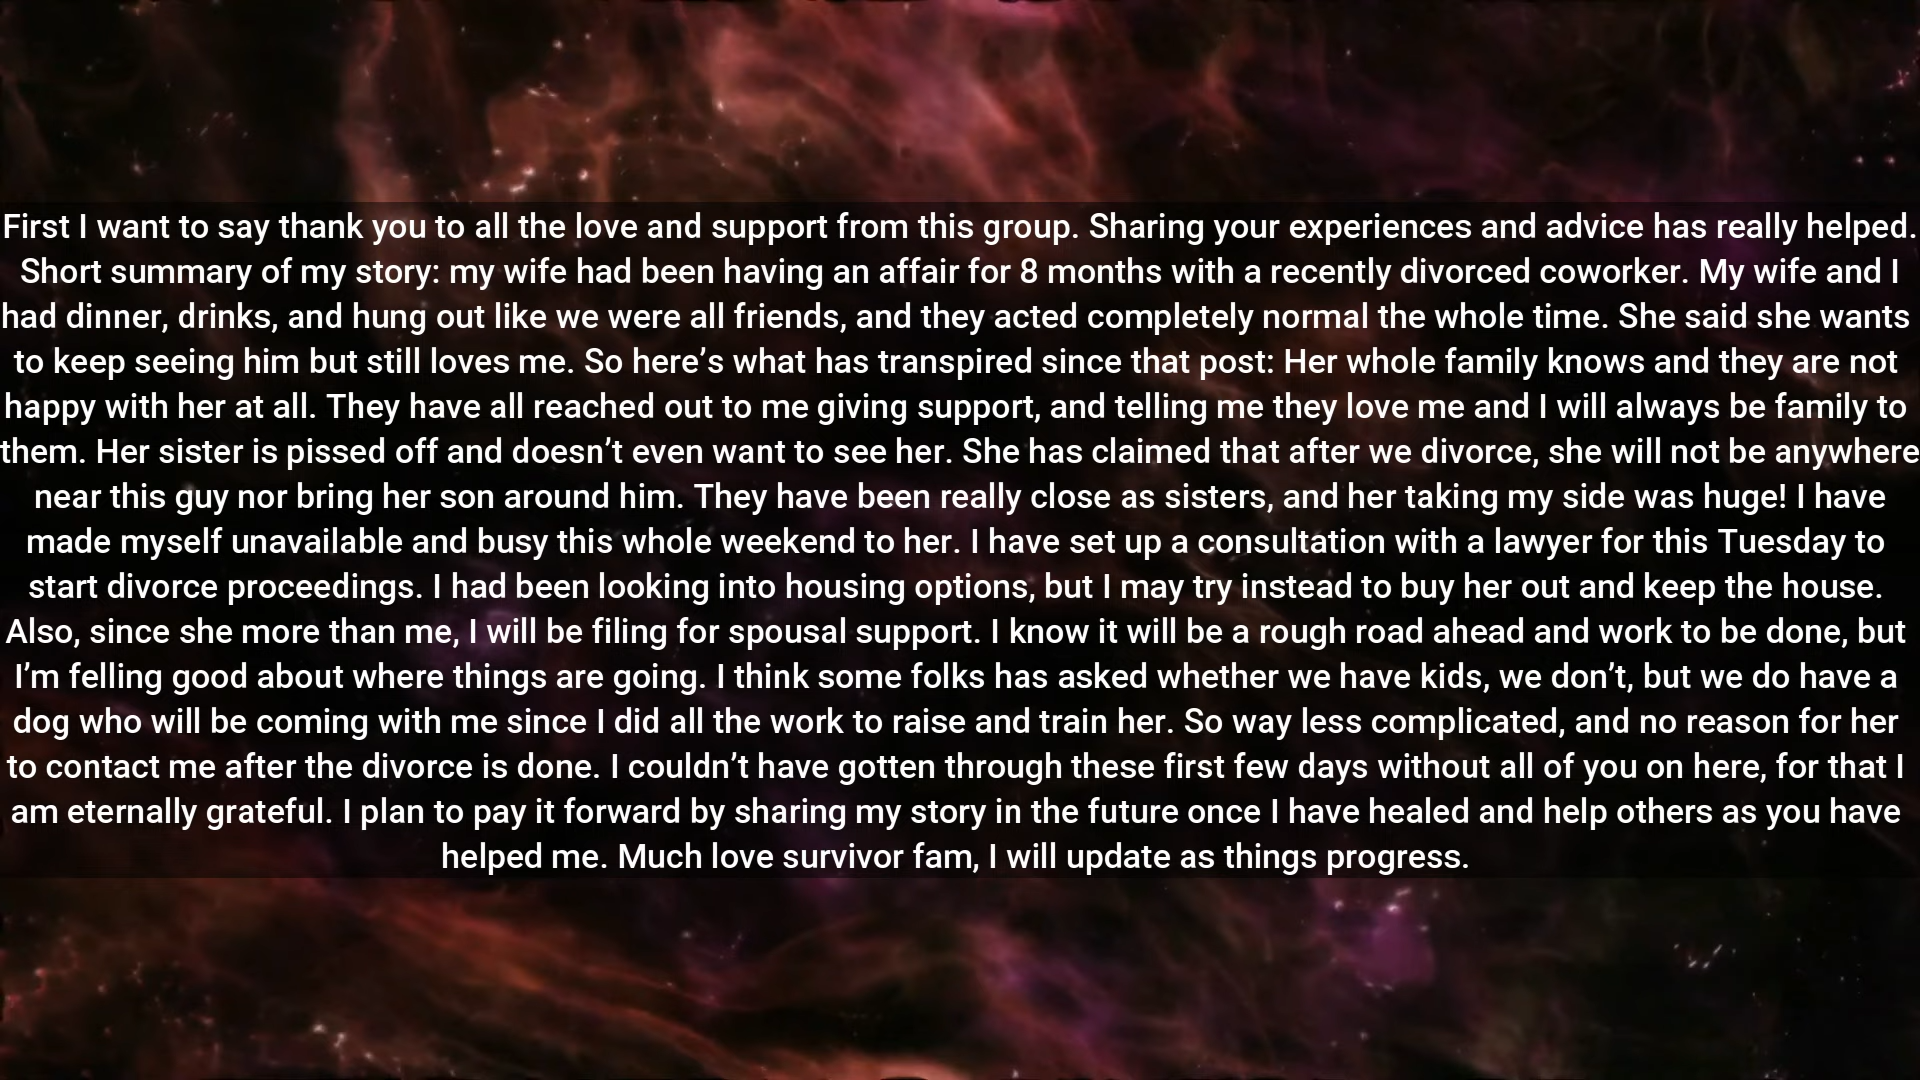 First I want to say thank you to all the love and support from this group. Sharing your experiences and advice has really helped.
Short summary of my story: my wife had been having an affair for 8 months with a recently divorced coworker. My wife and I
had dinner, drinks, and hung out like we were all friends, and they acted completely normal the whole time. She said she wants
to keep seeing him but still loves me. So here’s what has transpired since that post: Her whole family knows and they are not
happy with her at all. They have all reached out to me giving support, and telling me they love me and I will always be family to
them. Her sister is pissed off and doesn’t even want to see her. She has claimed that after we divorce, she will not be anywhere
near this guy nor bring her son around him. They have been really close as sisters, and her taking my side was huge! I have
made myself unavailable and busy this whole weekend to her. I have set up a consultation with a lawyer for this Tuesday to
start divorce proceedings. I had been looking into housing options, but I may try instead to buy her out and keep the house.
Also, since she more than me, I will be filing for spousal support. I know it will be a rough road ahead and work to be done, but
I’m felling good about where things are going. I think some folks has asked whether we have kids, we don’t, but we do have a
dog who will be coming with me since I did all the work to raise and train her. So way less complicated, and no reason for her
to contact me after the divorce is done. I couldn’t have gotten through these first few days without all of you on here, for that I
am eternally grateful. I plan to pay it forward by sharing my story in the future once I have healed and help others as you have
helped me. Much love survivor fam, I will update as things progress.